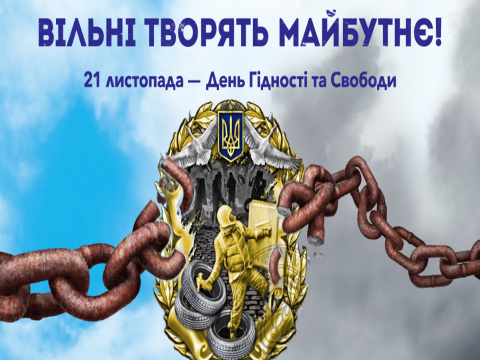 ВІЛЬНІ ТВОРЯТЬ МАЙБУТНЄ!
21 листопада — День Гідності та Свободи